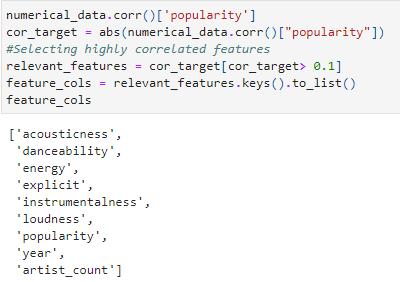 numerical_data.corr()['popularity']
cor_target = abs(numerical_data.corr()["popularity"])
#Selecting highly correlated features
relevant_features = cor_target[cor_target> 0.1]
feature_cols = relevant_features.keys().to_list()
feature_cols
['acousticness',
'danceability',
'energy',
'explicit',
'instrumentalness',
'loudness',
'popularity',
'year',
'artist_count']